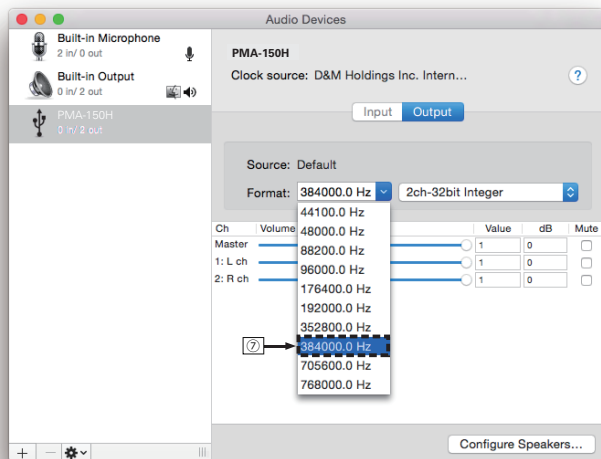 Audio Devices
Built-in Microphone
2 in/ 0 out
Built-in Output
0 in/ 2 out
PMA-150H
0 in/ 2 out
PMA-150H
Clock source: D&M Holdings Inc. Intern...
?
Input Output
Source: Default
Format: 384000.0 Hz 2ch-32bit Integer
44100.0 Hz
48000.0 Hz
88200.0 Hz
96000.0 Hz
176400.0 Hz
192000.0 Hz
352800.0 Hz
⑦ 384000.0 Hz
705600.0 Hz
768000.0 Hz
Ch Volume Value dB Mute
Master 1 0
1: L ch 1 0
2: R ch 1 0
Configure Speakers...